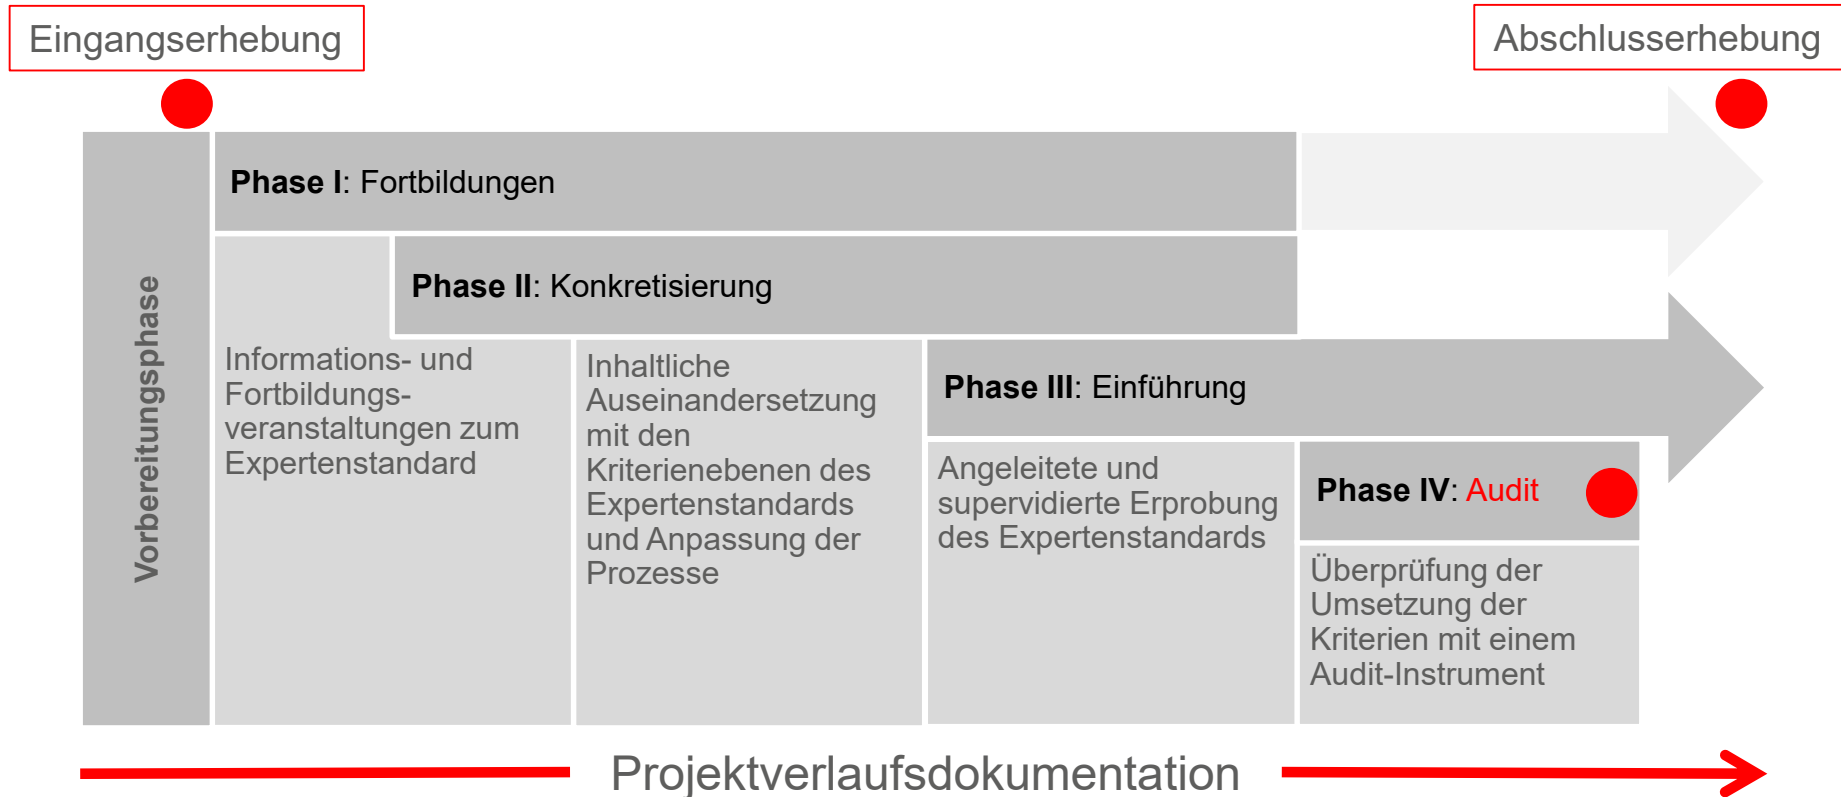 Eingangserhebung
Abschlusserhebung
Vorbereitungsphase
Phase I: Fortbildungen
Phase II: Konkretisierung
Informations- und
Fortbildungs-
veranstaltungen zum
Expertenstandard
Inhaltliche
Auseinandersetzung
mit den
Kriterienebenen des
Expertenstandards
und Anpassung der
Prozesse
Phase III: Einführung
Angeleitete und
supervidierte Erprobung
des Expertenstandards
Phase IV: Audit
Überprüfung der
Umsetzung der
Kriterien mit einem
Audit-Instrument
Projektverlaufsdokumentation